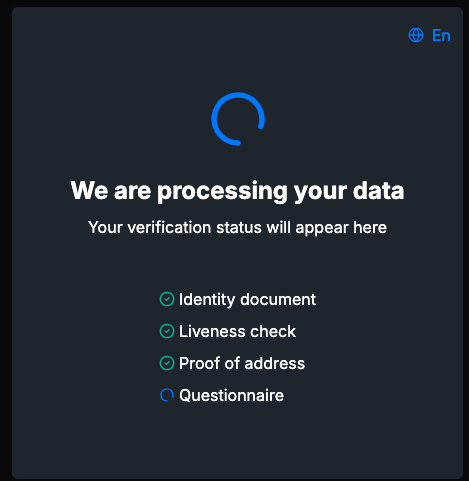 En
We are processing your data
Your verification status will appear here
Identity document
Liveness check
Proof of address
Questionnaire